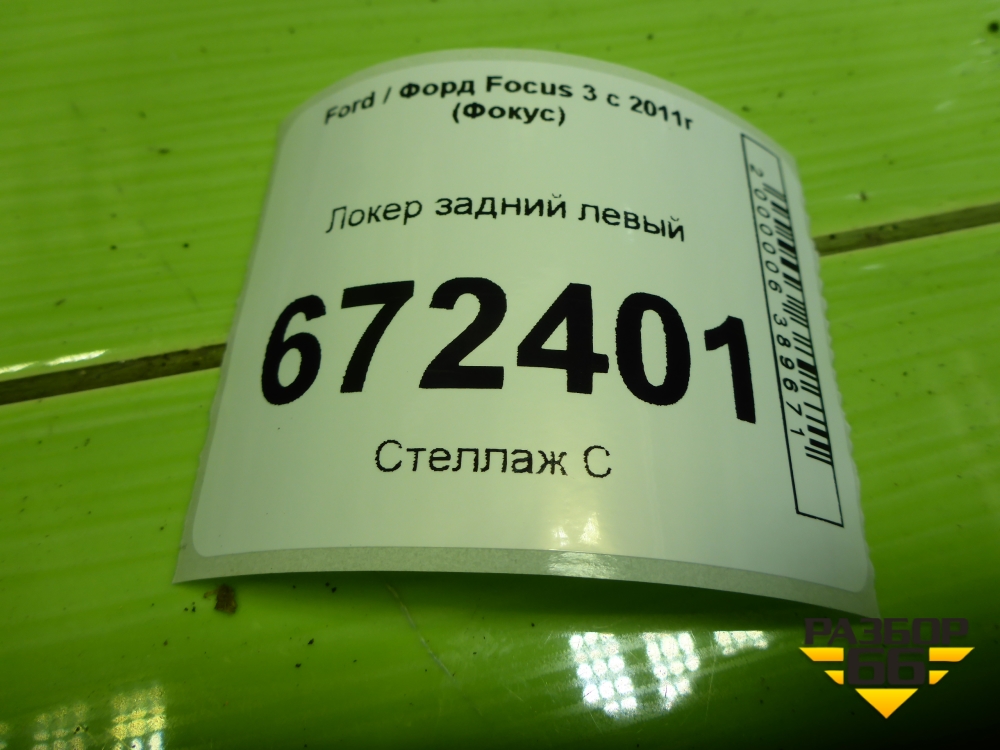 Ford / Форд Focus 3 с 2011г
(Фокус)
Локер задний левый
672401
Стеллаж С
2000006389671
РАЗБОР
66